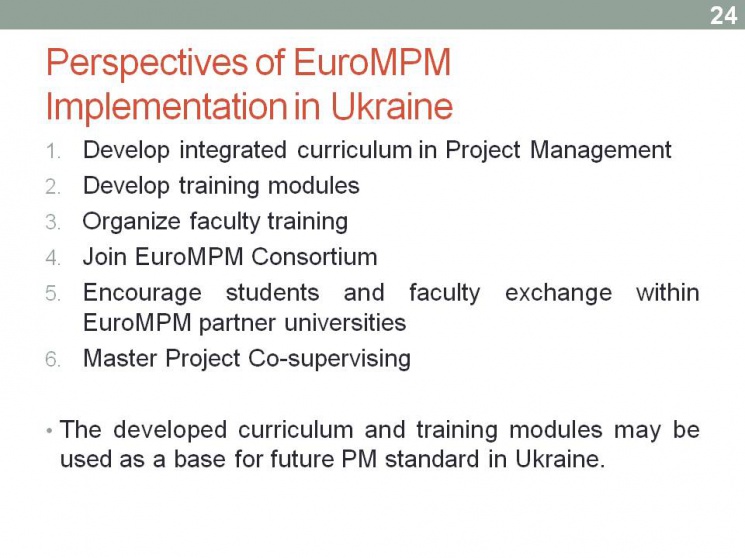 24
Perspectives of EuroMPM
Implementation in Ukraine
1. Develop integrated curriculum in Project Management
2. Develop training modules
3. Organize faculty training
4. Join EuroMPM Consortium
5. Encourage students and faculty exchange within
EuroMPM partner universities
6. Master Project Co-supervising
• The developed curriculum and training modules may be
used as a base for future PM standard in Ukraine.